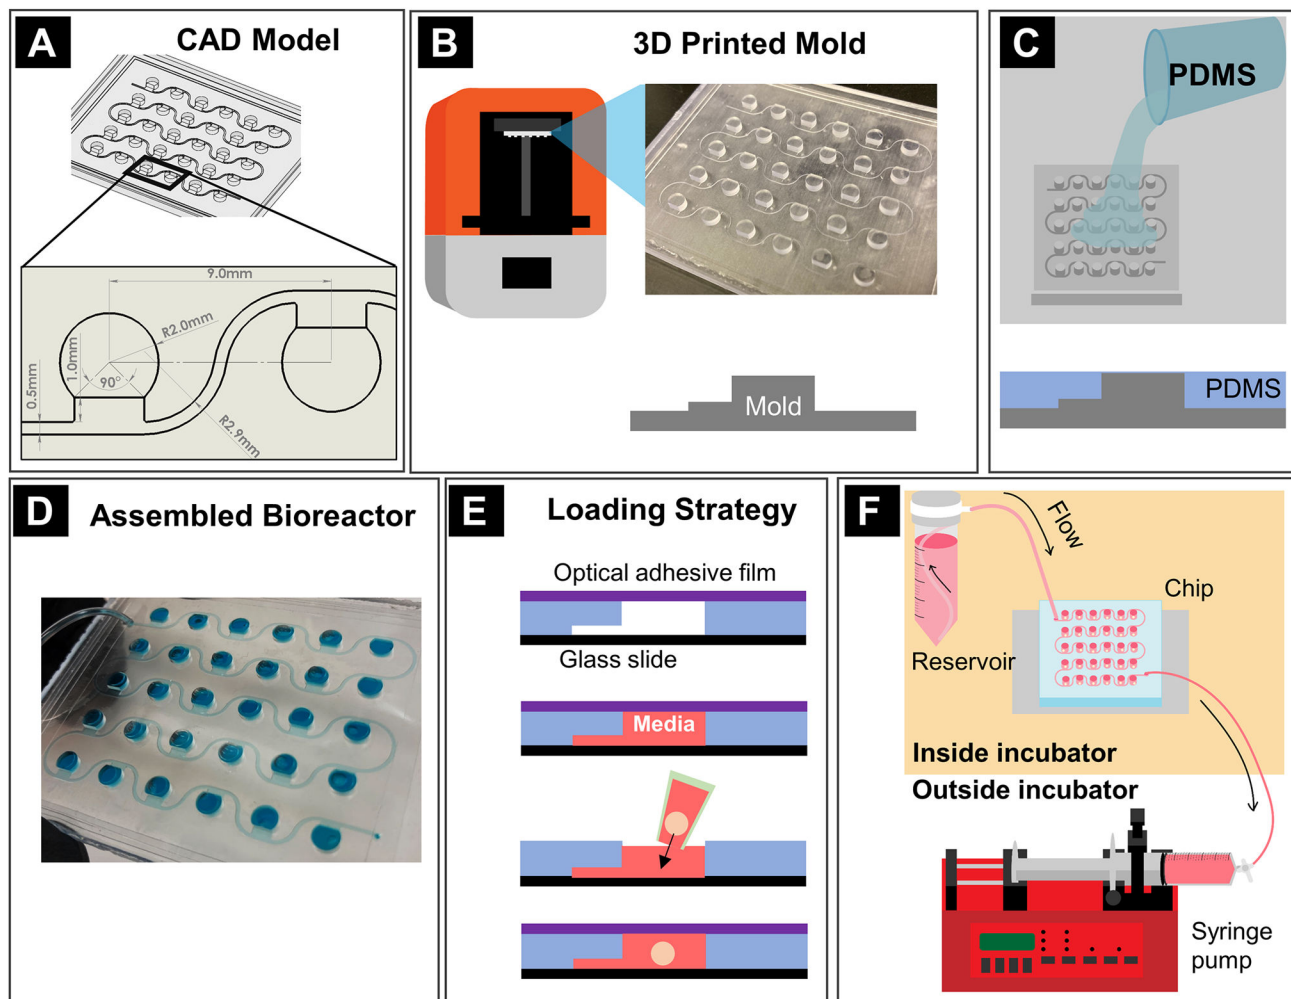 A
CAD Model
9.0mm
R2.0mm
1.0mm
0.5mm
90°
R2.9mm
B
3D Printed Mold
Mold
C
PDMS
PDMS
D
Assembled Bioreactor
E
Loading Strategy
Optical adhesive film
Glass slide
Media
F
Flow
Chip
Reservoir
Inside incubator
Outside incubator
Syringe
pump